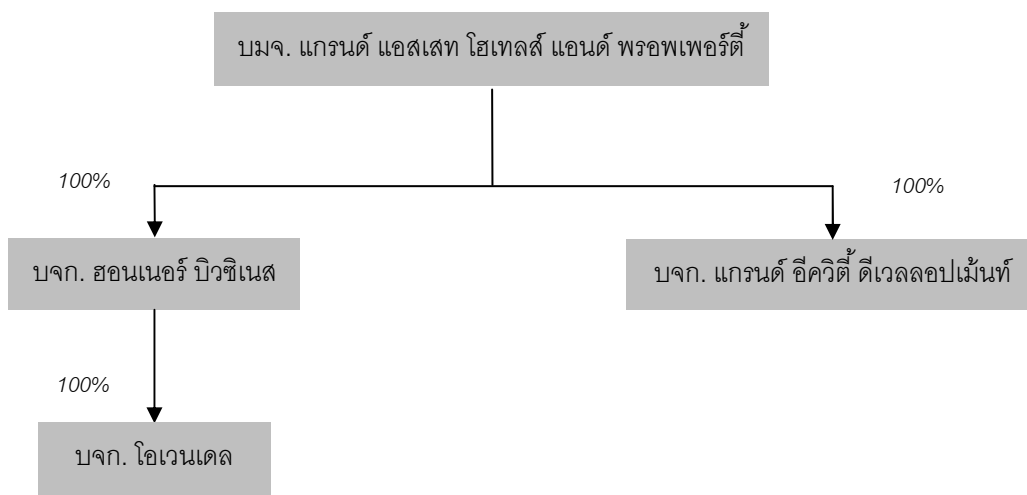 บมจ. แกรนด์ แอสเสท โฮเทลส์ แอนด์ พรอพเพอร์ตี้
100%
100%
บจก. ฮอนเนอร์ บิวซิเนส
บจก. แกรนด์ อีควิตี้ ดีเวลลอปเม้นท์
100%
บจก. โอเวนเดล